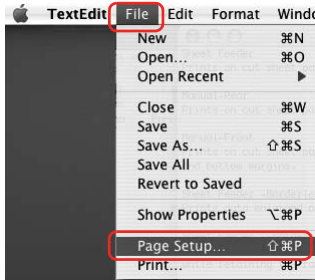 TextEdit File Edit Format Windo
New ⌘N
Open... ⌘O
Open Recent ▶
Close ⌘W
Save ⌘S
Save As... ⇧⌘S
Save All
Revert to Saved
Show Properties ⌥⌘P
Page Setup... ⇧⌘P
Print... ⌘P